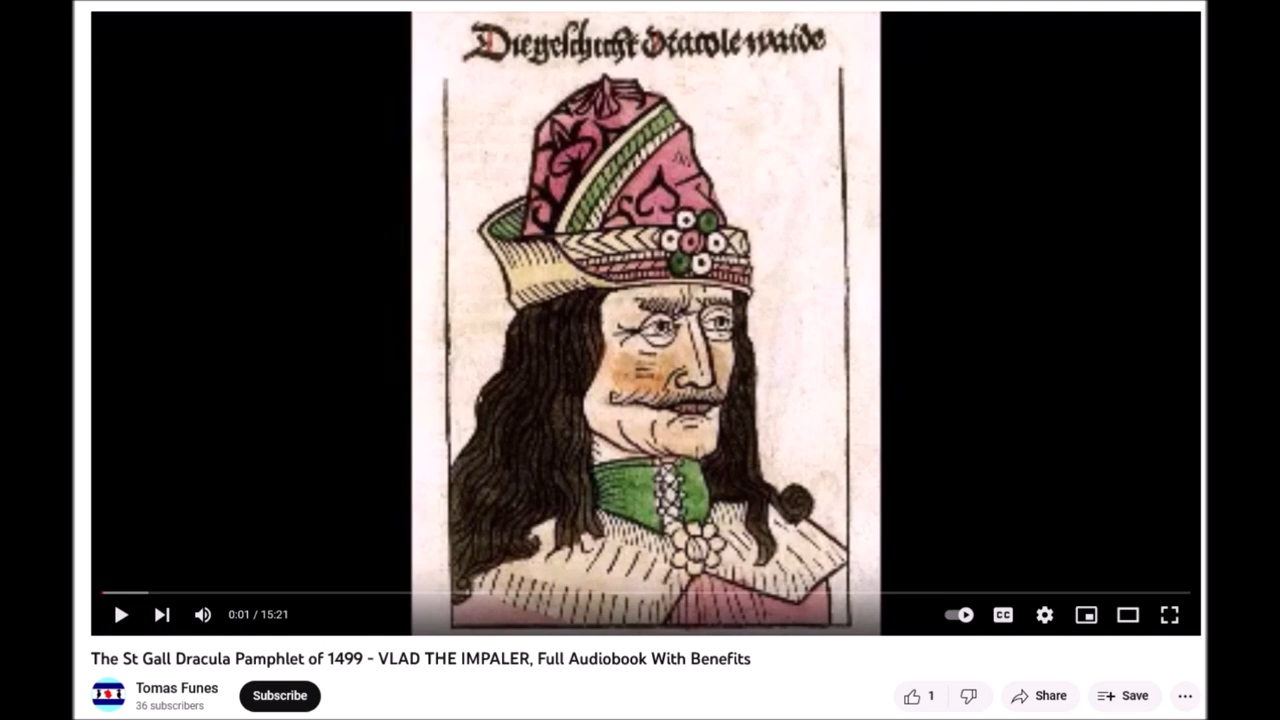 Die geschicht Dracole waide
0:01 / 15:21
CC
The St Gall Dracula Pamphlet of 1499 - VLAD THE IMPALER, Full Audiobook With Benefits
Tomas Funes
36 subscribers
Subscribe
1
Share
Save